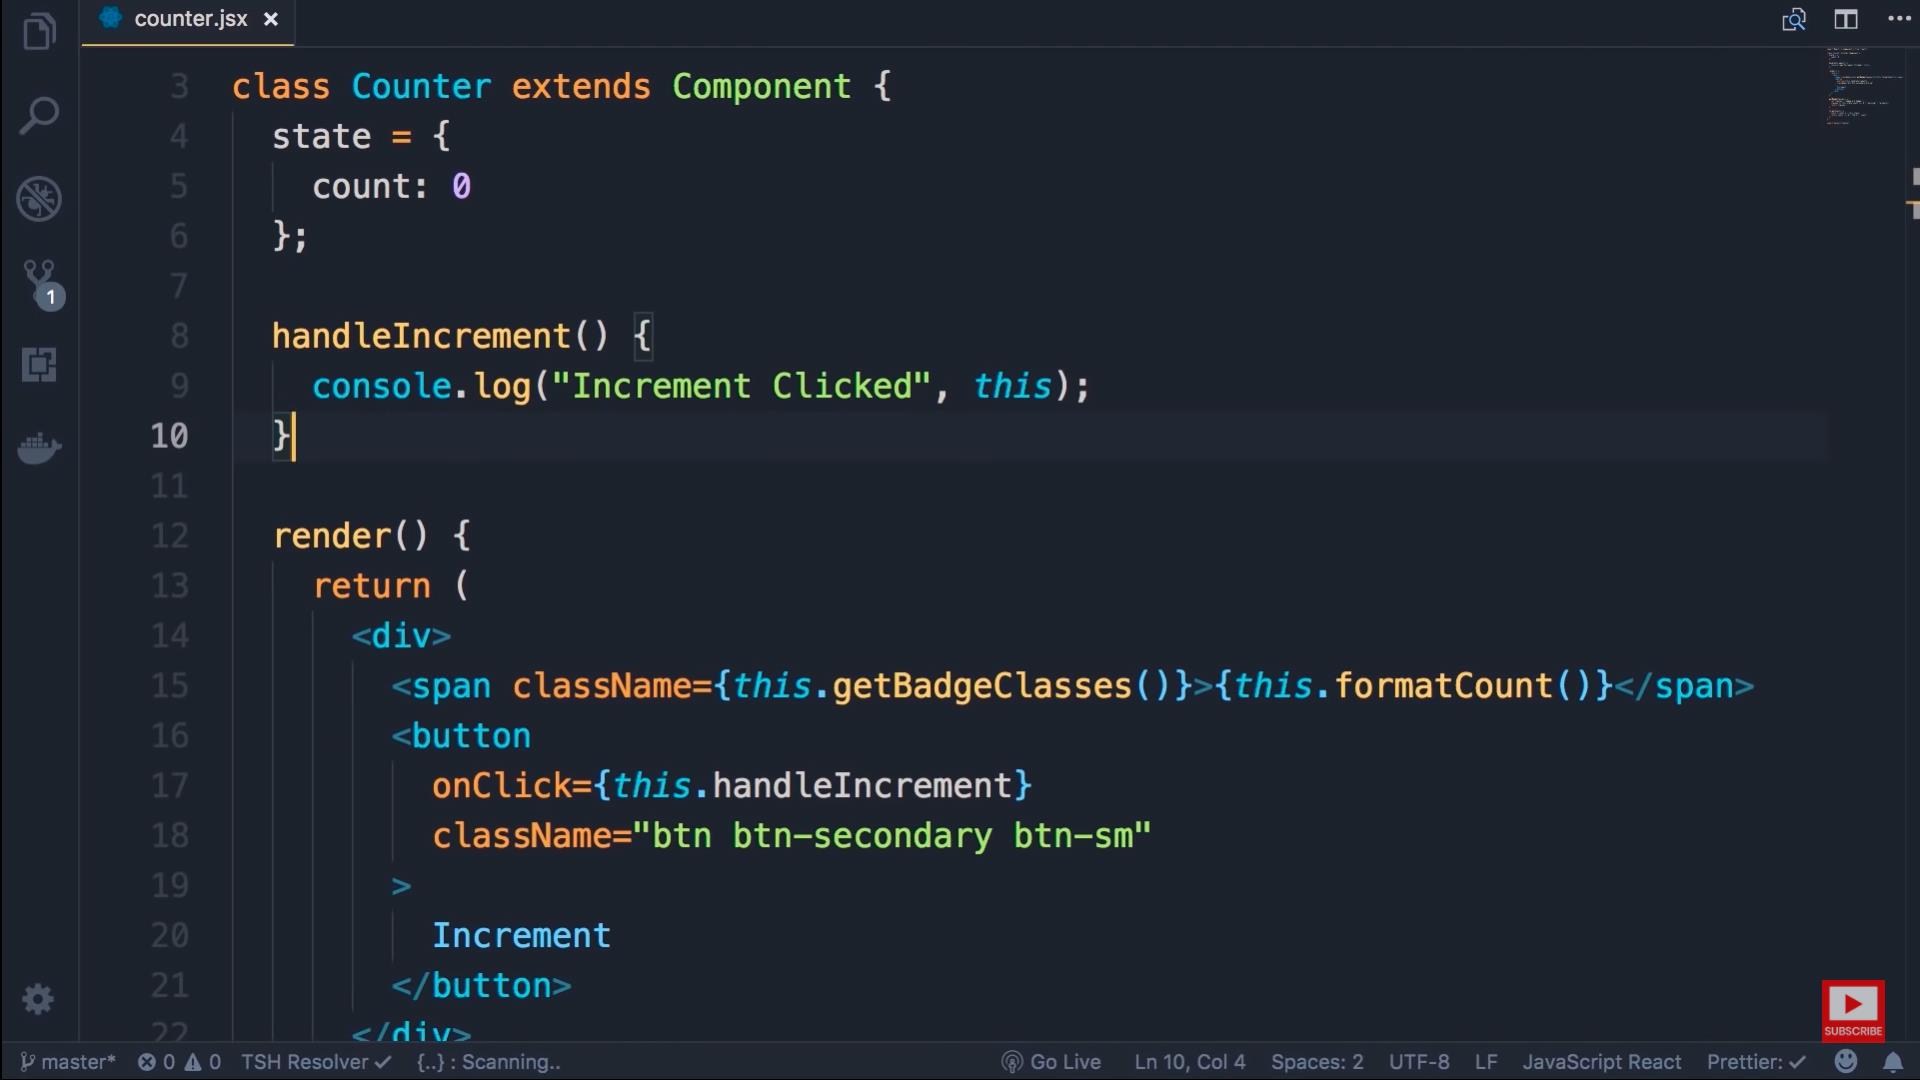 counter.jsx ×
3 class Counter extends Component {
4 state = {
5 count: 0
6 };
7
8 handleIncrement() {
9 console.log("Increment Clicked", this);
10 }
11
12 render() {
13 return (
14 <div>
15 <span className={this.getBadgeClasses()}>{this.formatCount()}</span>
16 <button
17 onClick={this.handleIncrement}
18 className="btn btn-secondary btn-sm"
19 >
20 Increment
21 </button>
22 </div>
1
SUBSCRIBE
master* 0 0 TSH Resolver ✓ {..} : Scanning.. Go Live Ln 10, Col 4 Spaces: 2 UTF-8 LF JavaScript React Prettier: ✓